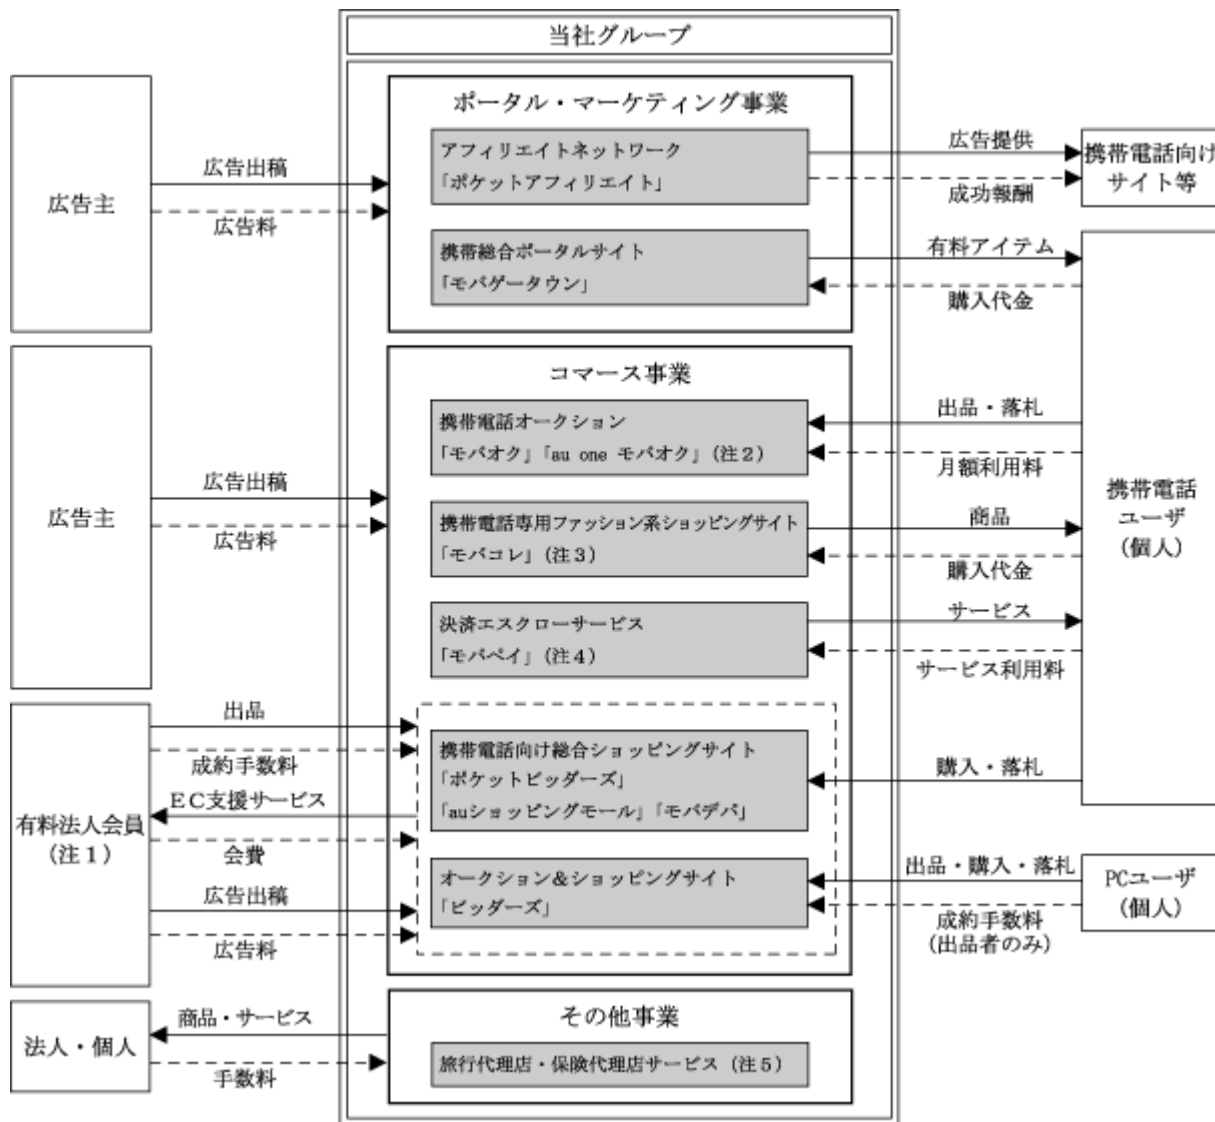 当社グループ
ポータル・マーケティング事業
アフィリエイトネットワーク
「ポケットアフィリエイト」
携帯総合ポータルサイト
「モバゲータウン」
広告主
広告出稿
広告料
広告提供
成功報酬
携帯電話向け
サイト等
有料アイテム
購入代金
コマース事業
携帯電話オークション
「モバオク」「au one モバオク」（注２）
携帯電話専用ファッション系ショッピングサイト
「モバコレ」（注３）
決済エスクローサービス
「モバペイ」（注４）
広告主
広告出稿
広告料
出品・落札
月額利用料
商品
購入代金
サービス
サービス利用料
携帯電話
ユーザ
（個人）
有料法人会員
（注１）
出品
成約手数料
ＥＣ支援サービス
会費
広告出稿
広告料
携帯電話向け総合ショッピングサイト
「ポケットビッダーズ」
「auショッピングモール」「モバデパ」
オークション＆ショッピングサイト
「ビッダーズ」
購入・落札
出品・購入・落札
成約手数料
（出品者のみ）
PCユーザ
（個人）
その他事業
旅行代理店・保険代理店サービス（注５）
法人・個人
商品・サービス
手数料